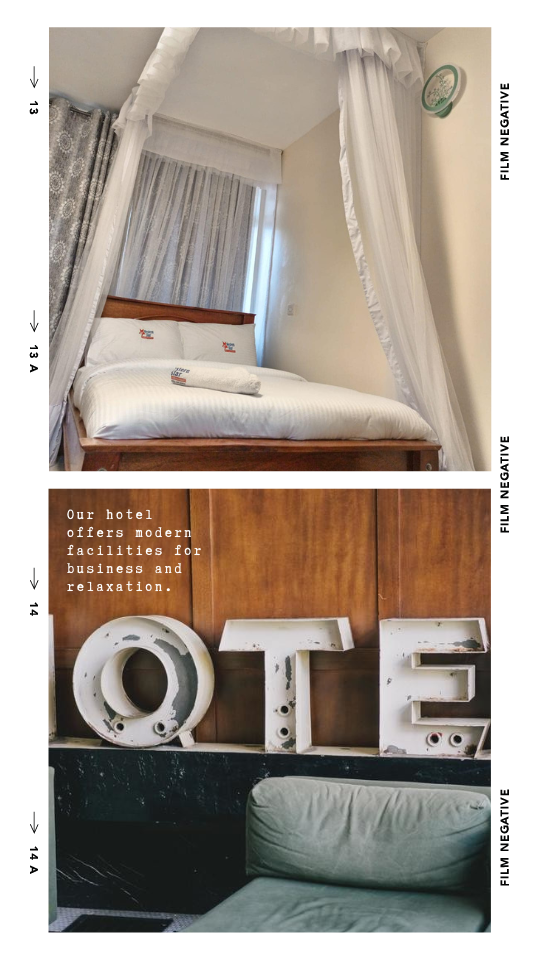 13
FILM NEGATIVE
13 A
FILM NEGATIVE
Our hotel
offers modern
facilities for
business and
relaxation.
14
OTE
14 A
FILM NEGATIVE